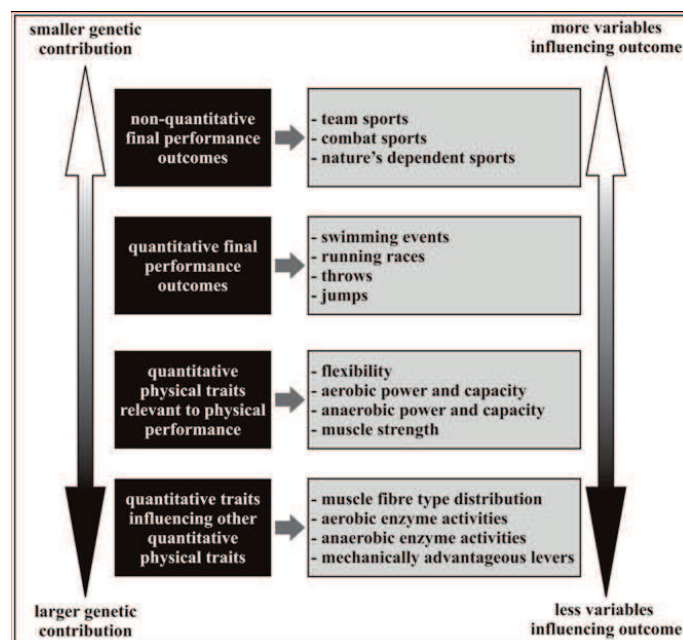 smaller genetic
contribution
more variables
influencing outcome
non-quantitative
final performance
outcomes
- team sports
- combat sports
- nature's dependent sports
quantitative final
performance
outcomes
- swimming events
- running races
- throws
- jumps
quantitative
physical traits
relevant to physical
performance
- flexibility
- aerobic power and capacity
- anaerobic power and capacity
- muscle strength
quantitative traits
influencing other
quantitative
physical traits
- muscle fibre type distribution
- aerobic enzyme activities
- anaerobic enzyme activities
- mechanically advantageous levers
larger genetic
contribution
less variables
influencing outcome